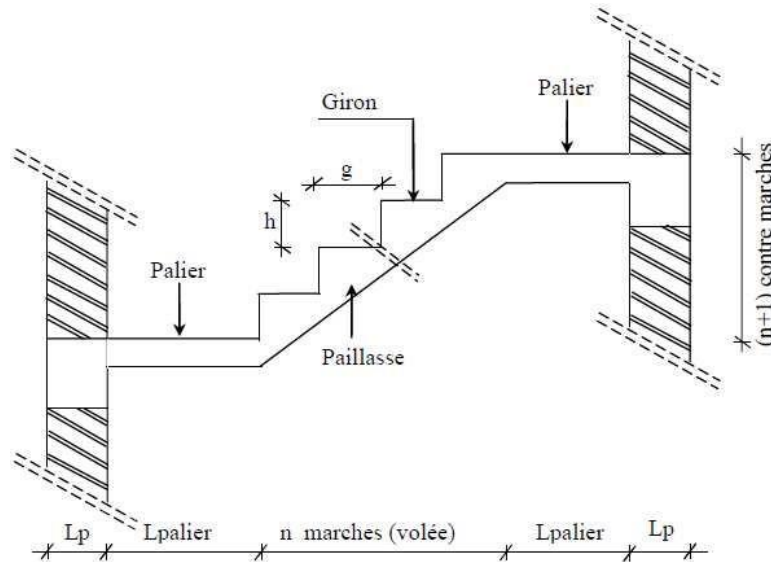 Giron
Palier
g
h
Palier
Paillasse
(n+1) contre marches
Lp
Lpalier
n marches (volée)
Lpalier
Lp